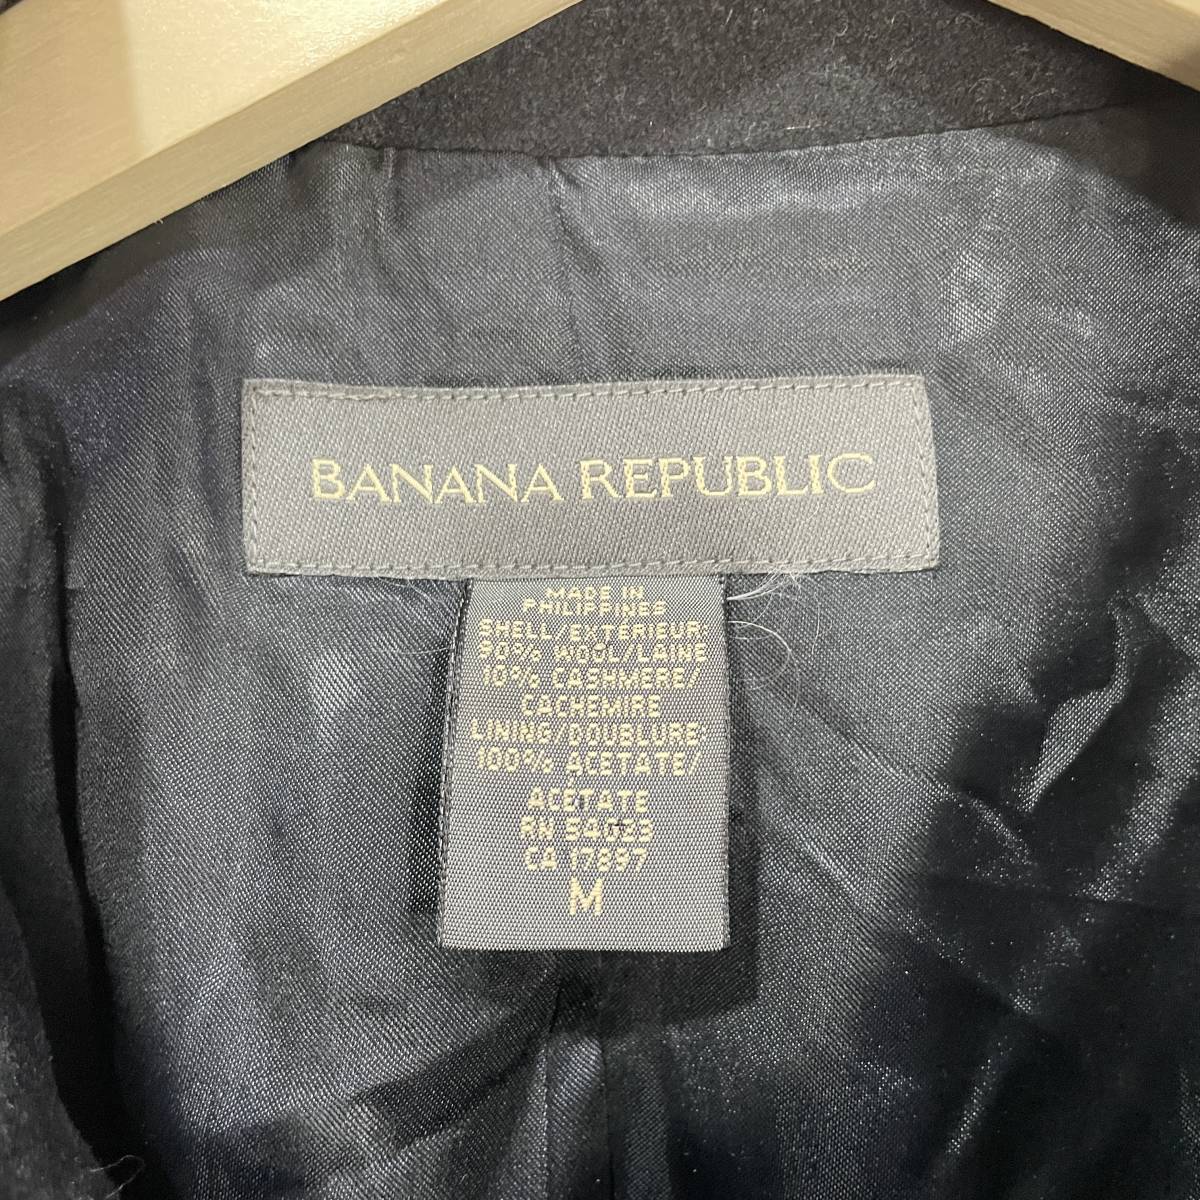 BANANA REPUBLIC
MADE IN
PHILIPPINES
SHELL/EXTERIEUR:
90% WOOL/LAINE
10% CASHMERE/
CACHEMIRE
LINING/DOUBLURE:
100% ACETATE/
ACETATE
RN 54023
CA 17897
M